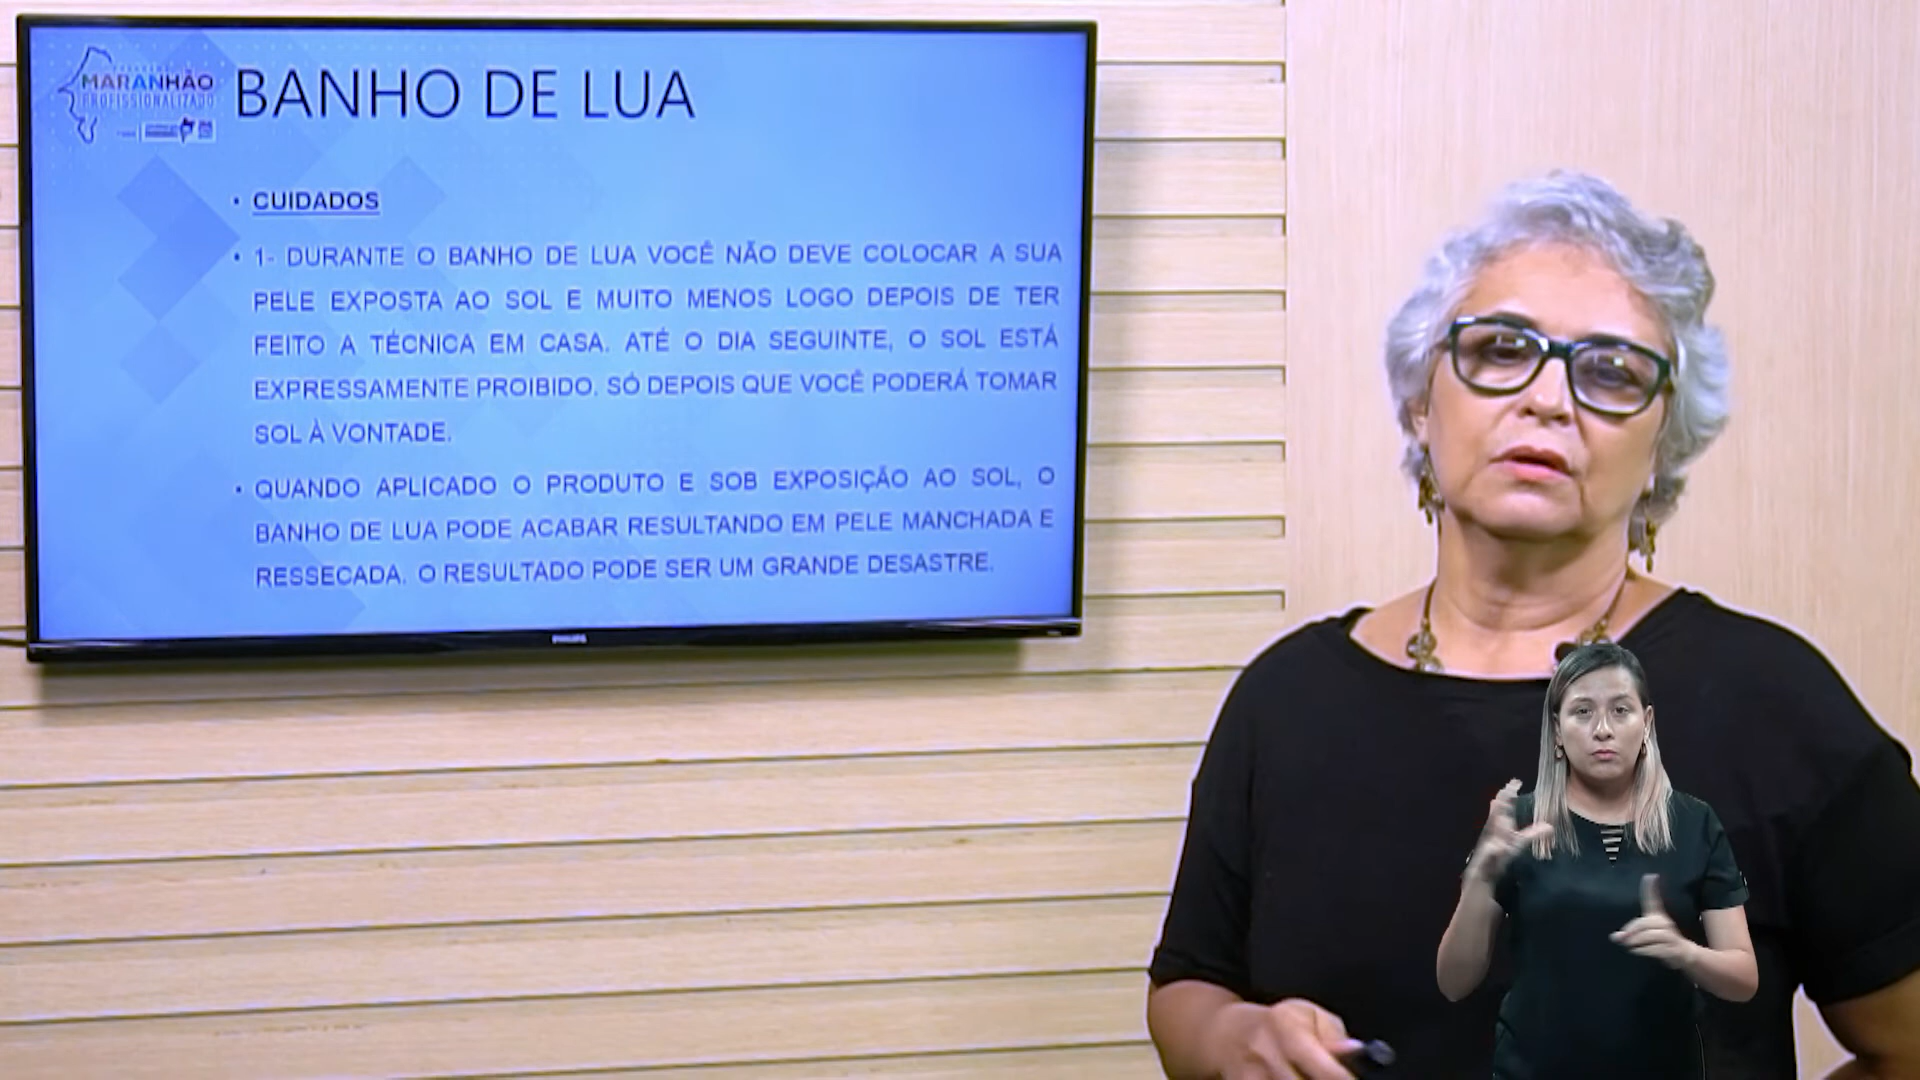 MARANHÃO
PROFISSIONALIZADO
BANHO DE LUA
• CUIDADOS
• 1- DURANTE O BANHO DE LUA VOCÊ NÃO DEVE COLOCAR A SUA
PELE EXPOSTA AO SOL E MUITO MENOS LOGO DEPOIS DE TER
FEITO A TÉCNICA EM CASA. ATÉ O DIA SEGUINTE, O SOL ESTÁ
EXPRESSAMENTE PROIBIDO. SÓ DEPOIS QUE VOCÊ PODERÁ TOMAR
SOL À VONTADE.
• QUANDO APLICADO O PRODUTO E SOB EXPOSIÇÃO AO SOL, O
BANHO DE LUA PODE ACABAR RESULTANDO EM PELE MANCHADA E
RESSECADA. O RESULTADO PODE SER UM GRANDE DESASTRE.
PHILIPS